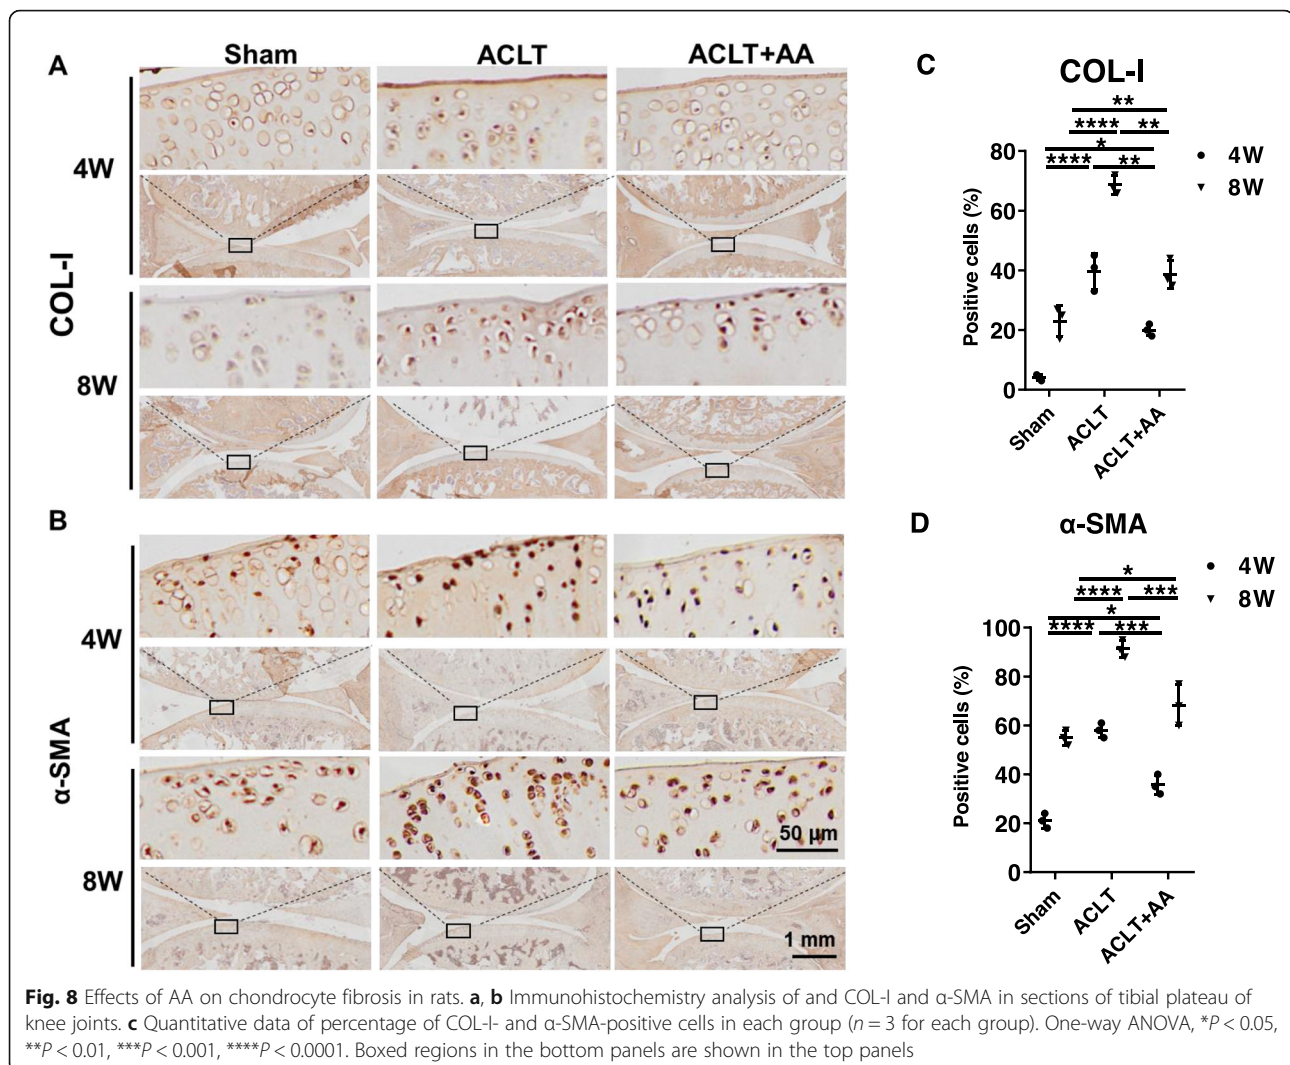 A
Sham
ACLT
ACLT+AA
4W
COL-I
8W
B
4W
α-SMA
8W
50 µm
1 mm
C
COL-I
**
**** **
*
**** **
80
60
40
20
0
Positive cells (%)
4W
8W
Sham
ACLT
ACLT+AA
D
α-SMA
*
**** ***
*
**** ***
100
80
60
40
20
0
Positive cells (%)
4W
8W
Sham
ACLT
ACLT+AA
Fig. 8 Effects of AA on chondrocyte fibrosis in rats. a, b Immunohistochemistry analysis of and COL-I and α-SMA in sections of tibial plateau of
knee joints. c Quantitative data of percentage of COL-I- and α-SMA-positive cells in each group (n = 3 for each group). One-way ANOVA, *P < 0.05,
**P < 0.01, ***P < 0.001, ****P < 0.0001. Boxed regions in the bottom panels are shown in the top panels